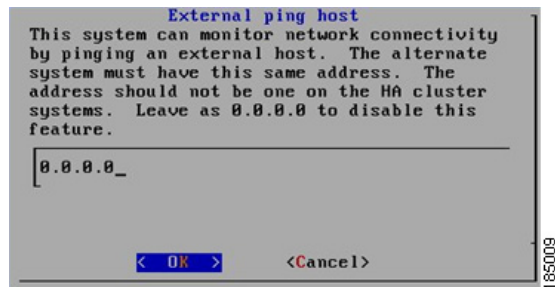 External ping host
This system can monitor network connectivity
by pinging an external host.  The alternate
system must have this same address.  The
address should not be one on the HA cluster
systems.  Leave as 0.0.0.0 to disable this
feature.
0.0.0.0_
< OK >
<Cancel>
185009